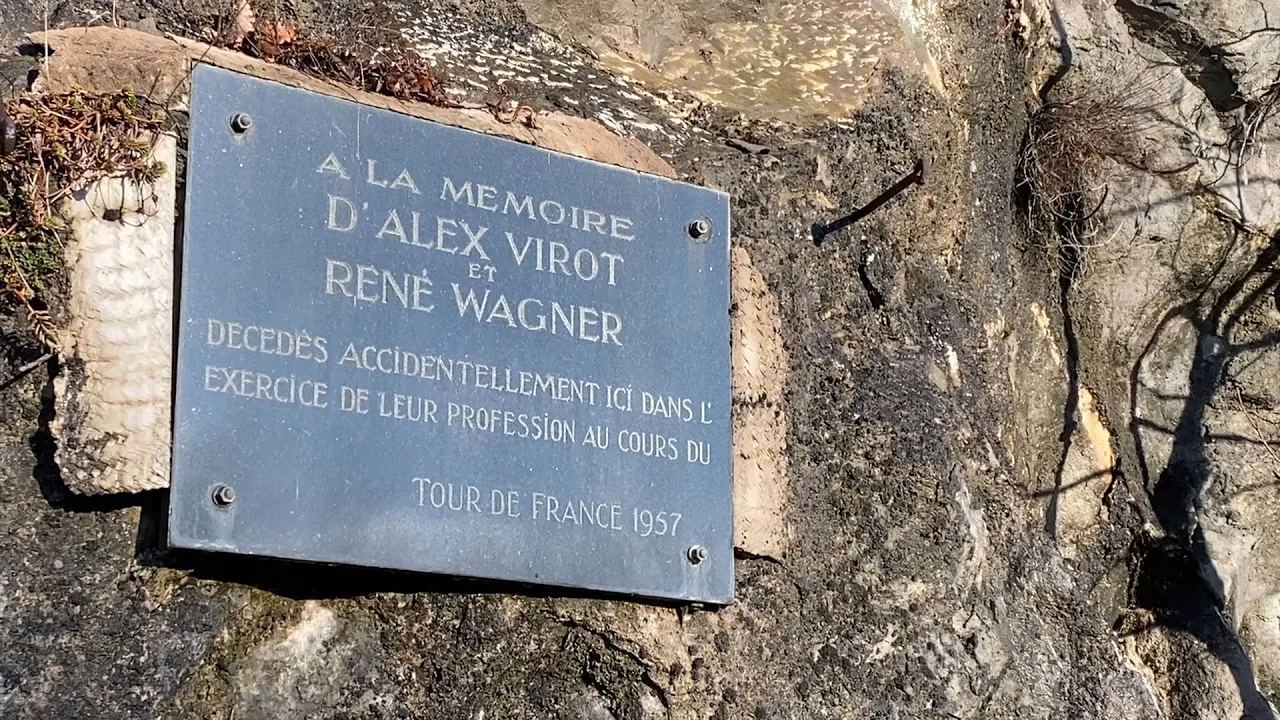 A LA MEMOIRE
D'ALEX VIROT
ET
RENÉ WAGNER
DECEDÈS ACCIDENTELLEMENT ICI DANS L'
EXERCICE DE LEUR PROFESSION AU COURS DU
TOUR DE FRANCE 1957